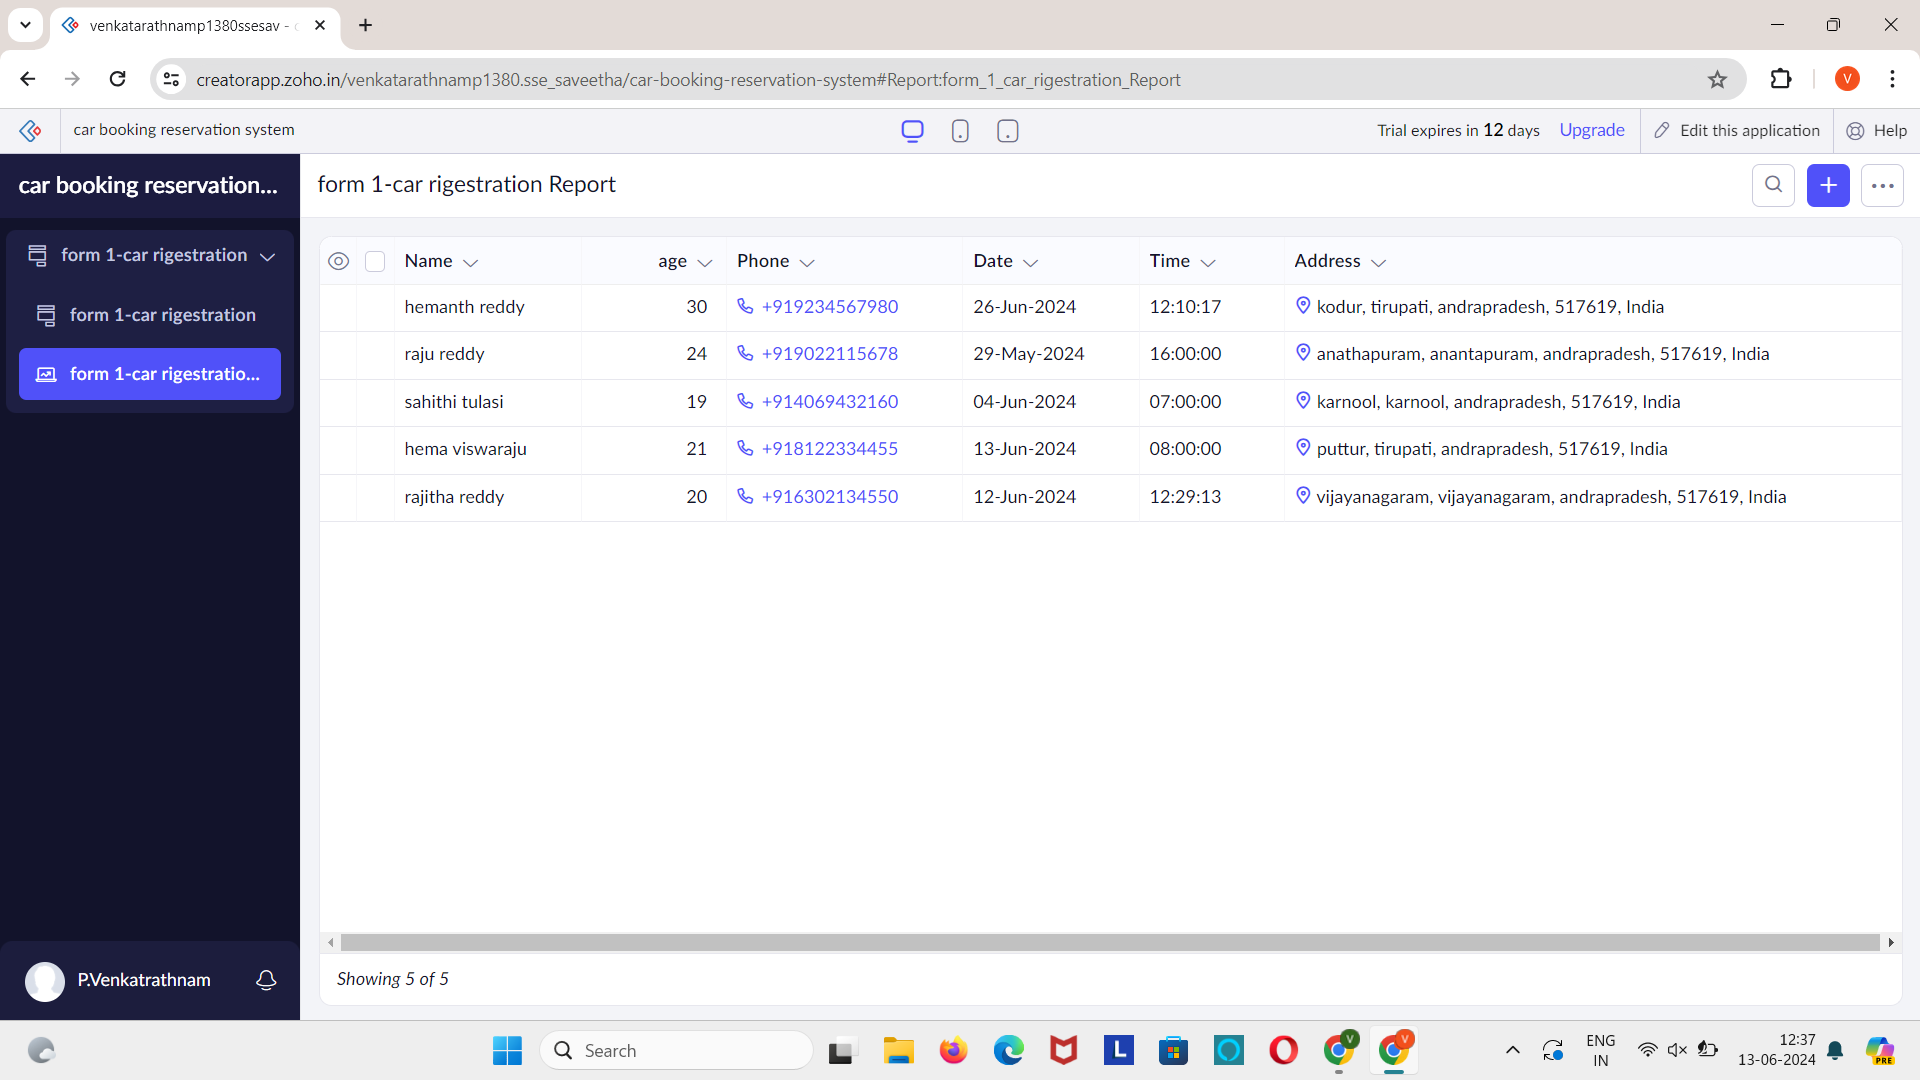 venkatarathnamp1380ssesav -
creatorapp.zoho.in/venkatarathnamp1380.sse_saveetha/car-booking-reservation-system#Report:form_1_car_rigestration_Report
V
car booking reservation system
Trial expires in 12 days
Upgrade
Edit this application
Help
car booking reservation...
form 1-car rigestration
form 1-car rigestration
form 1-car rigestratio...
P.Venkatrathnam
form 1-car rigestration Report
Name age Phone Date Time Address
hemanth reddy 30 +919234567980 26-Jun-2024 12:10:17 kodur, tirupati, andrapradesh, 517619, India
raju reddy 24 +919022115678 29-May-2024 16:00:00 anathapuram, anantapuram, andrapradesh, 517619, India
sahithi tulasi 19 +914069432160 04-Jun-2024 07:00:00 karnool, karnool, andrapradesh, 517619, India
hema viswaraju 21 +918122334455 13-Jun-2024 08:00:00 puttur, tirupati, andrapradesh, 517619, India
rajitha reddy 20 +916302134550 12-Jun-2024 12:29:13 vijayanagaram, vijayanagaram, andrapradesh, 517619, India
Showing 5 of 5
Search
L
V
V
ENG
IN
12:37
13-06-2024
PRE